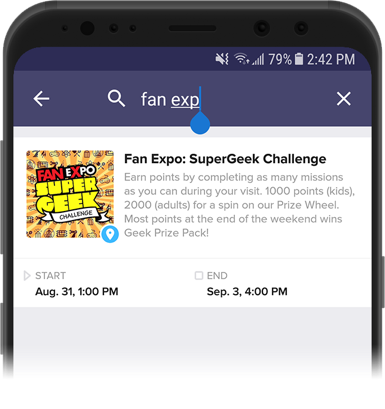 79% 2:42 PM
fan exp
FAN EXPO
SUPER
GEEK
CHALLENGE
Fan Expo: SuperGeek Challenge
Earn points by completing as many missions
as you can during your visit. 1000 points (kids),
2000 (adults) for a spin on our Prize Wheel.
Most points at the end of the weekend wins
Geek Prize Pack!
START
Aug. 31, 1:00 PM
END
Sep. 3, 4:00 PM